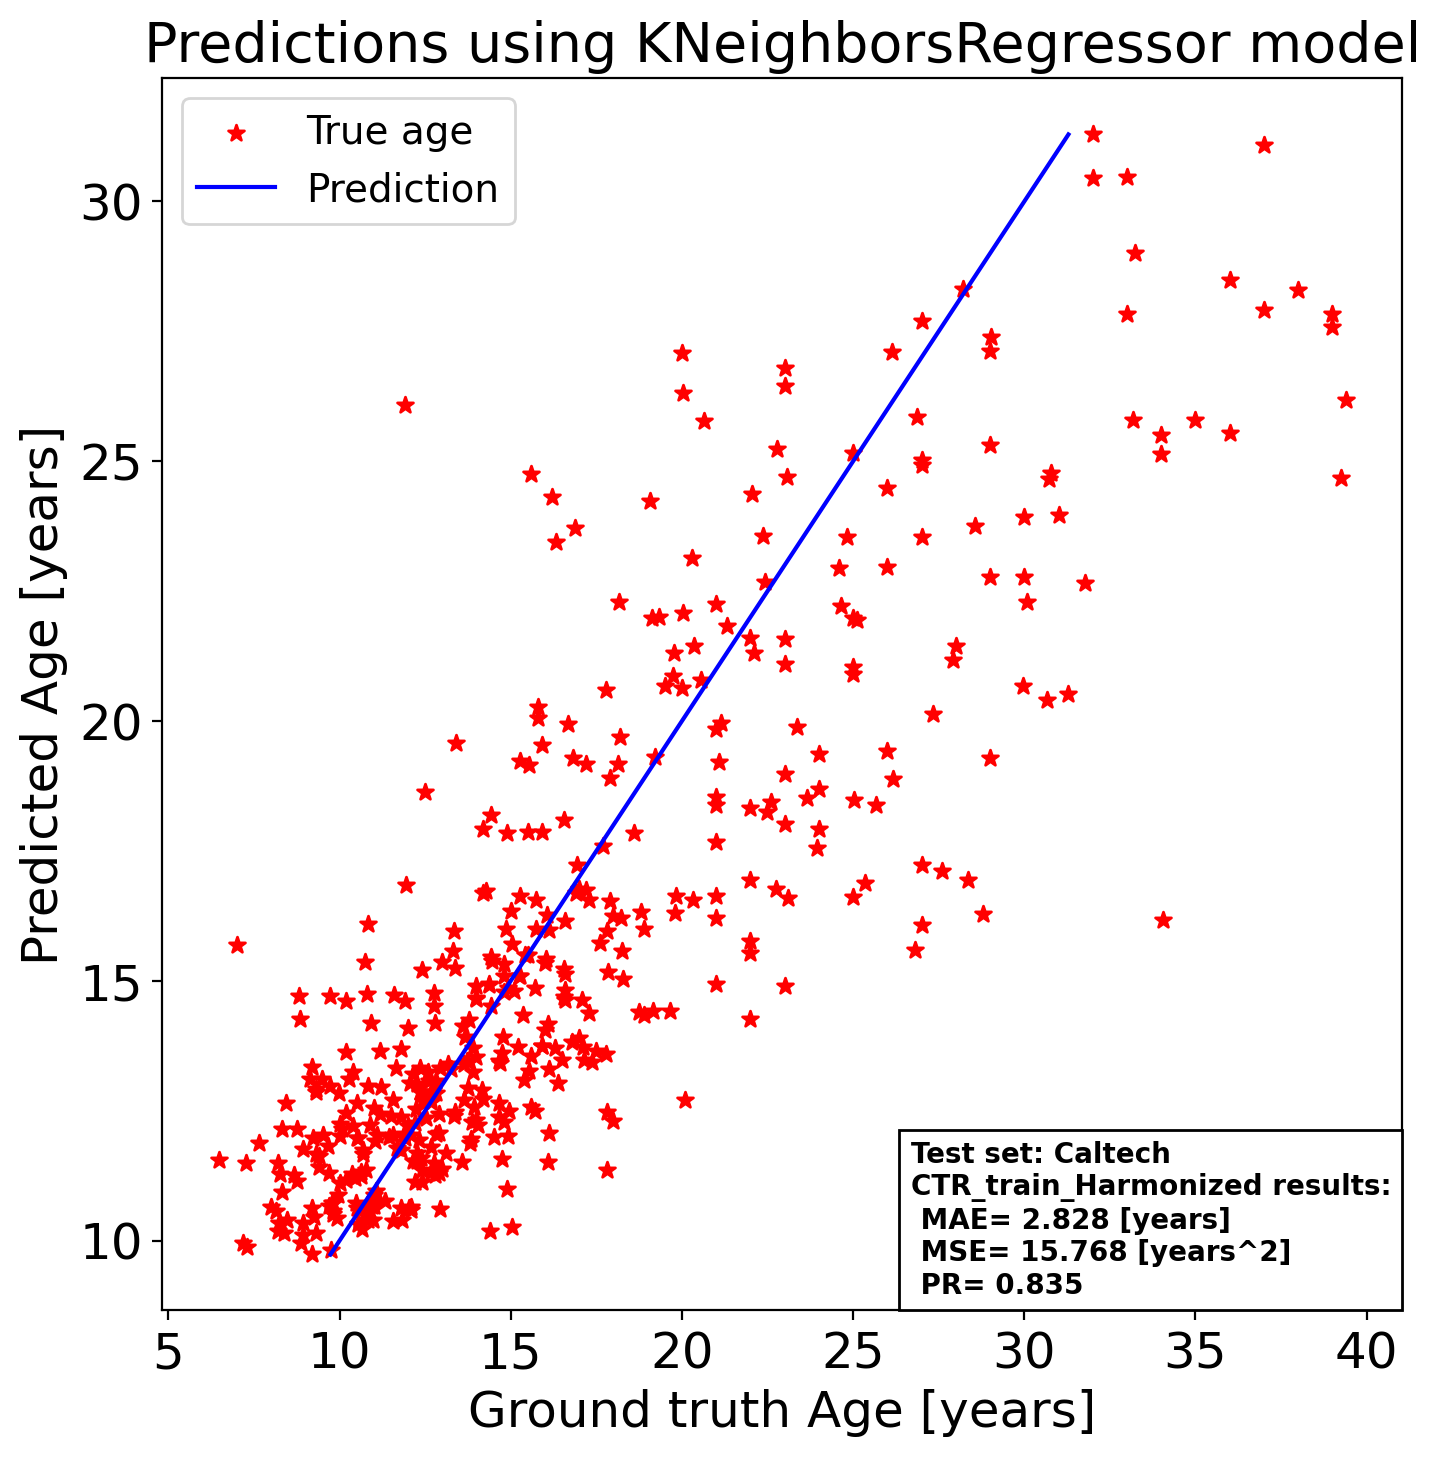 Predictions using KNeighborsRegressor model
True age
Prediction
Predicted Age [years]
30
25
20
15
10
Test set: Caltech
CTR_train_Harmonized results:
MAE= 2.828 [years]
MSE= 15.768 [years^2]
PR= 0.835
5 10 15 20 25 30 35 40
Ground truth Age [years]